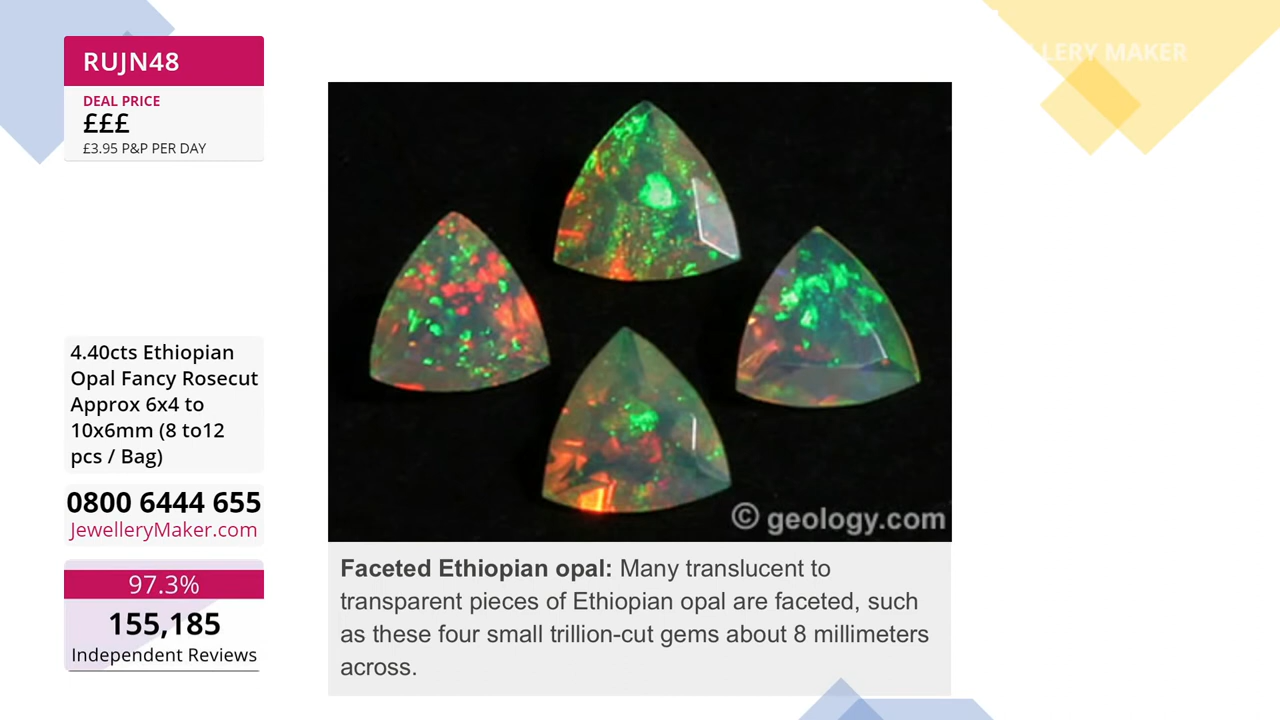 RUJN48
DEAL PRICE
£££
£3.95 P&P PER DAY
4.40cts Ethiopian
Opal Fancy Rosecut
Approx 6x4 to
10x6mm (8 to12
pcs / Bag)
0800 6444 655
JewelleryMaker.com
97.3%
155,185
Independent Reviews
LLERY MAKER
© geology.com
Faceted Ethiopian opal: Many translucent to
transparent pieces of Ethiopian opal are faceted, such
as these four small trillion-cut gems about 8 millimeters
across.